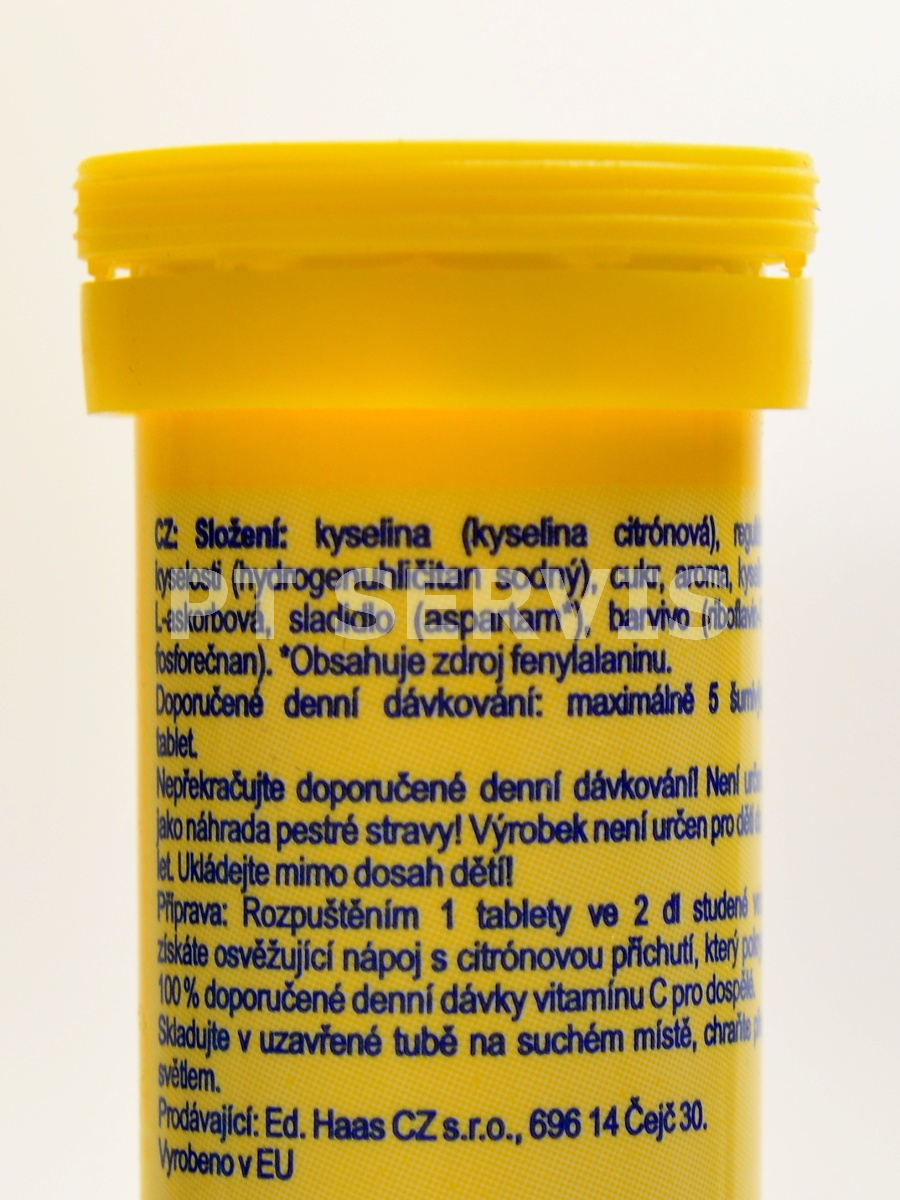 CZ: Složení: kyselina (kyselina citrónová),
kyselosti (hydrogenuhličitan sodný), cukr, aroma,
PT SERVIS
L-askorbová, sladidlo (aspartam*), barvivo
fosforečnan). *Obsahuje zdroj fenylalaninu.
Doporučené denní dávkování: maximálně 5
tablet.
Nepřekračujte doporučené denní dávkování! Není
jako náhrada pestré stravy! Výrobek není určen pro
let. Ukládejte mimo dosah dětí!
Příprava: Rozpuštěním 1 tablety ve 2 dl studené
získáte osvěžující nápoj s citrónovou příchutí, který
100 % doporučené denní dávky vitamínu C pro dospělé.
Skladujte v uzavřené tubě na suchém místě, chraňte
světlem.
Prodávající: Ed. Haas CZ s.r.o., 696 14 Čejč 30.
Vyrobeno v EU